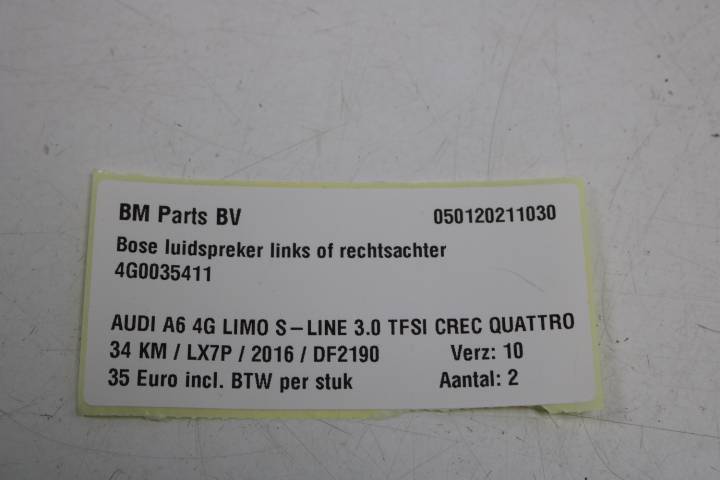 BM Parts BV 050120211030
Bose luidspreker links of rechtsachter
4G0035411
AUDI A6 4G LIMO S-LINE 3.0 TFSI CREC QUATTRO
34 KM / LX7P / 2016 / DF2190 Verz: 10
35 Euro incl. BTW per stuk Aantal: 2